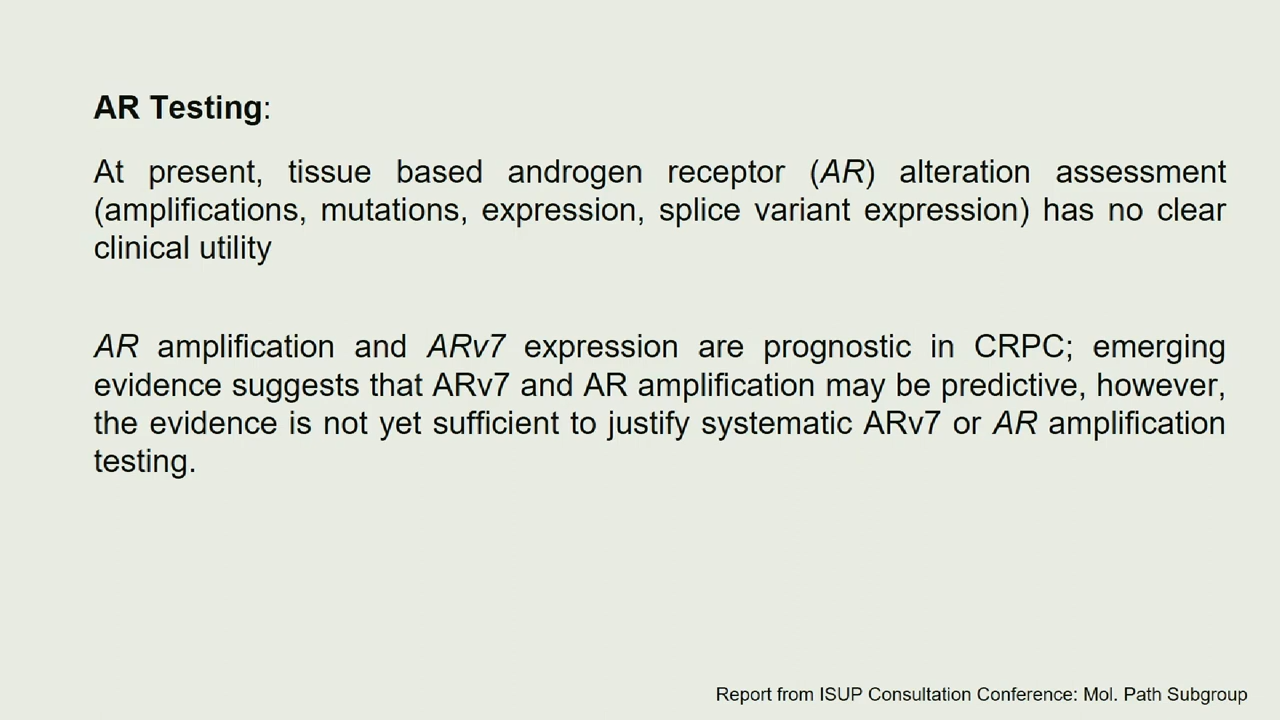 AR Testing:
At present, tissue based androgen receptor (AR) alteration assessment
(amplifications, mutations, expression, splice variant expression) has no clear
clinical utility
AR amplification and ARv7 expression are prognostic in CRPC; emerging
evidence suggests that ARv7 and AR amplification may be predictive, however,
the evidence is not yet sufficient to justify systematic ARv7 or AR amplification
testing.
Report from ISUP Consultation Conference: Mol. Path Subgroup